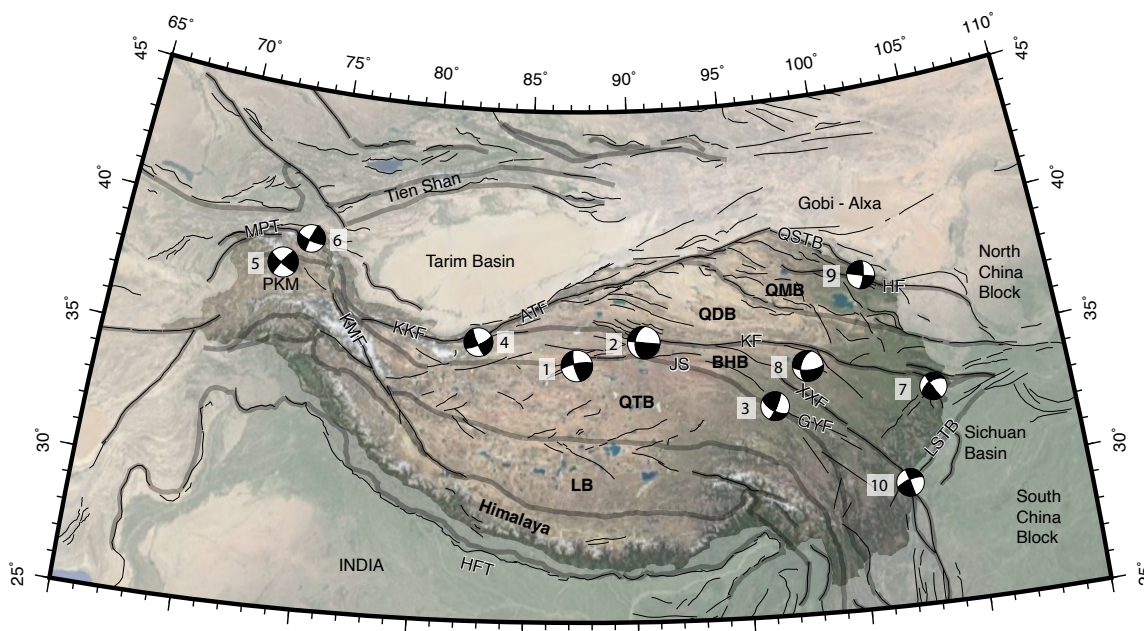 65°
70°
75°
80°
85°
90°
95°
100°
105°
110°
45°
45°
40°
40°
35°
35°
30°
30°
25°
Tien Shan
Gobi - Alxa
MPT
6
5
PKM
Tarim Basin
QSTB
9
HF
North
China
Block
QMB
QDB
ATF
KKF
KMF
4
2
1
KF
JS
BHB
8
XXF
7
QTB
3
GYF
LSTB
Sichuan
Basin
10
LB
Himalaya
South
China
Block
INDIA
HFT